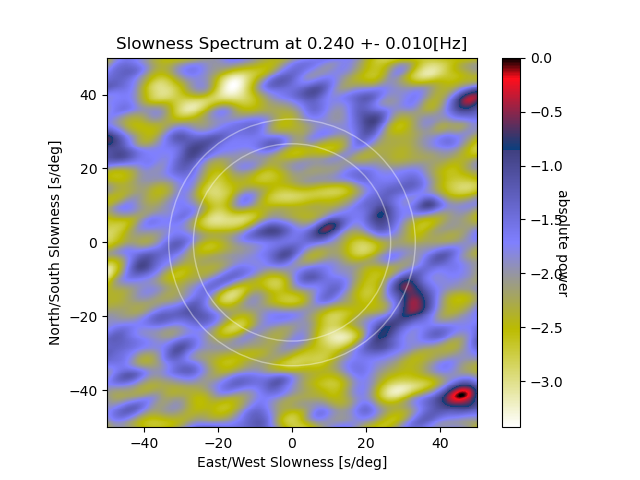 Slowness Spectrum at 0.240 +- 0.010[Hz]
North/South Slowness [s/deg]
40
20
0
−20
−40
−40 −20 0 20 40
East/West Slowness [s/deg]
0.0
−0.5
−1.0
−1.5
−2.0
−2.5
−3.0
absolute power